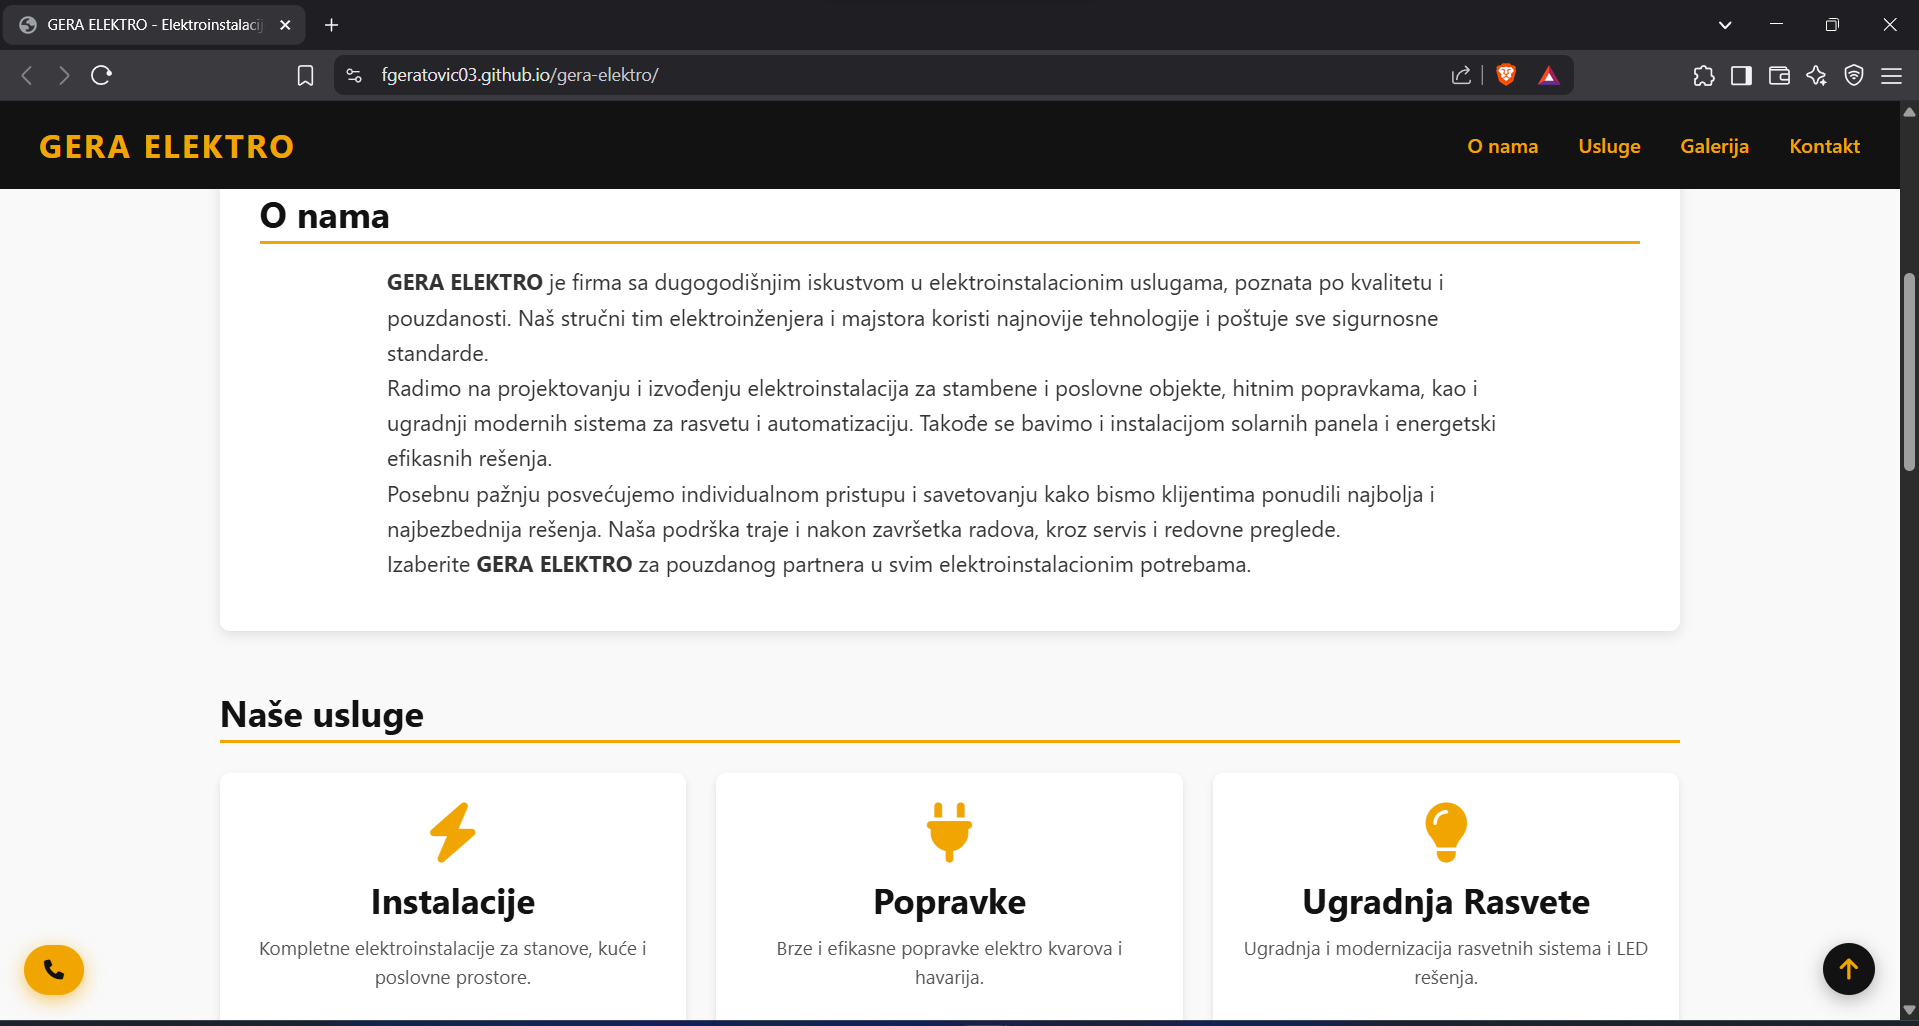 GERA ELEKTRO - Elektroinstalacij
fgeratovic03.github.io/gera-elektro/
GERA ELEKTRO
O nama
Usluge
Galerija
Kontakt
O nama
GERA ELEKTRO je firma sa dugogodišnjim iskustvom u elektroinstalacionim uslugama, poznata po kvalitetu i
pouzdanosti. Naš stručni tim elektroinženjera i majstora koristi najnovije tehnologije i poštuje sve sigurnosne
standarde.
Radimo na projektovanju i izvođenju elektroinstalacija za stambene i poslovne objekte, hitnim popravkama, kao i
ugradnji modernih sistema za rasvetu i automatizaciju. Takođe se bavimo i instalacijom solarnih panela i energetski
efikasnih rešenja.
Posebnu pažnju posvećujemo individualnom pristupu i savetovanju kako bismo klijentima ponudili najbolja i
najbezbednija rešenja. Naša podrška traje i nakon završetka radova, kroz servis i redovne preglede.
Izaberite GERA ELEKTRO za pouzdanog partnera u svim elektroinstalacionim potrebama.
Naše usluge
Instalacije
Kompletne elektroinstalacije za stanove, kuće i
poslovne prostore.
Popravke
Brze i efikasne popravke elektro kvarova i
havarija.
Ugradnja Rasvete
Ugradnja i modernizacija rasvetnih sistema i LED
rešenja.